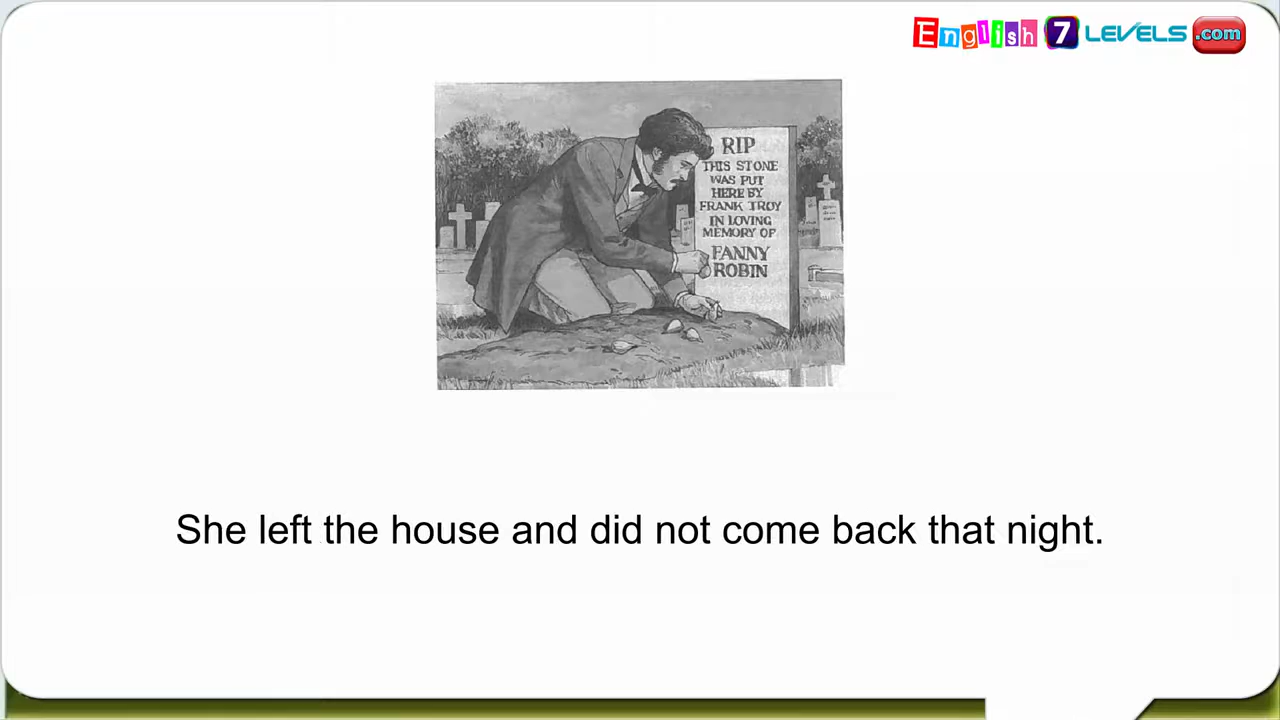 English 7 LEVELS .com
RIP
THIS STONE
WAS PUT
HERE BY
FRANK TROY
IN LOVING
MEMORY OF
FANNY
ROBIN
She left the house and did not come back that night.